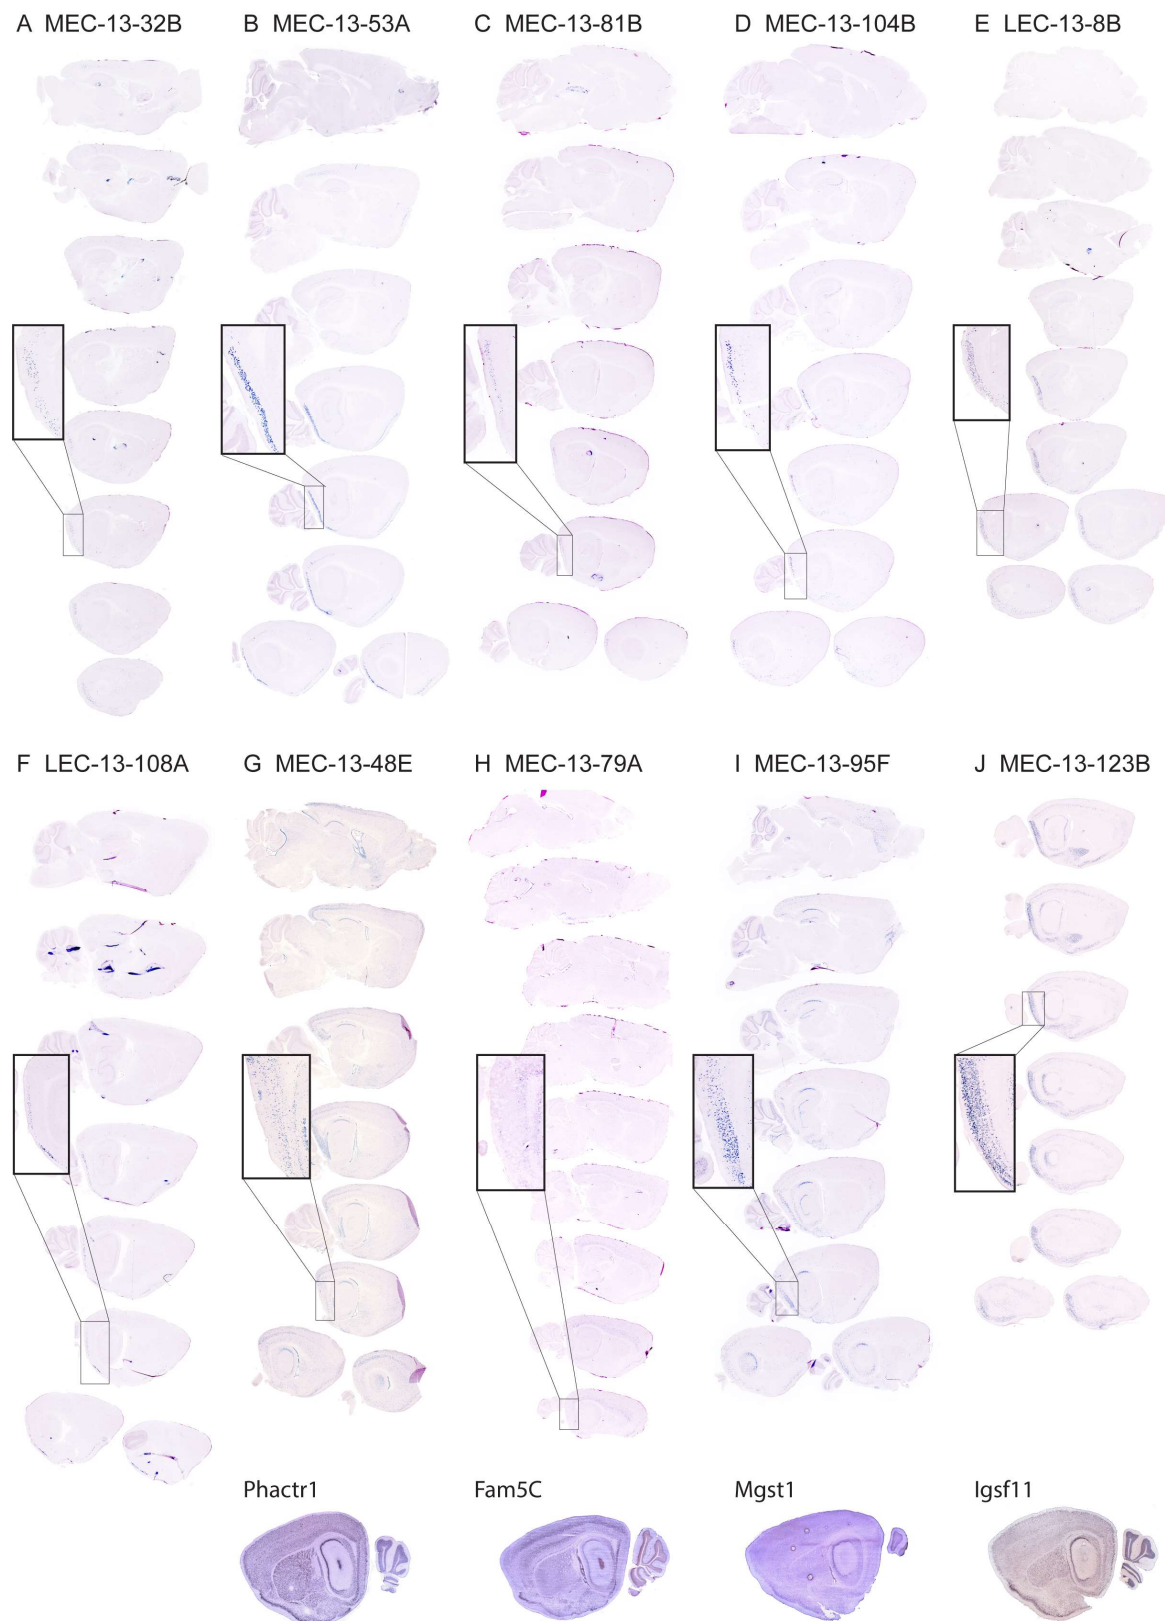 A MEC-13-32B
B MEC-13-53A
C MEC-13-81B
D MEC-13-104B
E LEC-13-8B
F LEC-13-108A
G MEC-13-48E
H MEC-13-79A
I MEC-13-95F
J MEC-13-123B
Phactr1
Fam5C
Mgst1
Igsf11